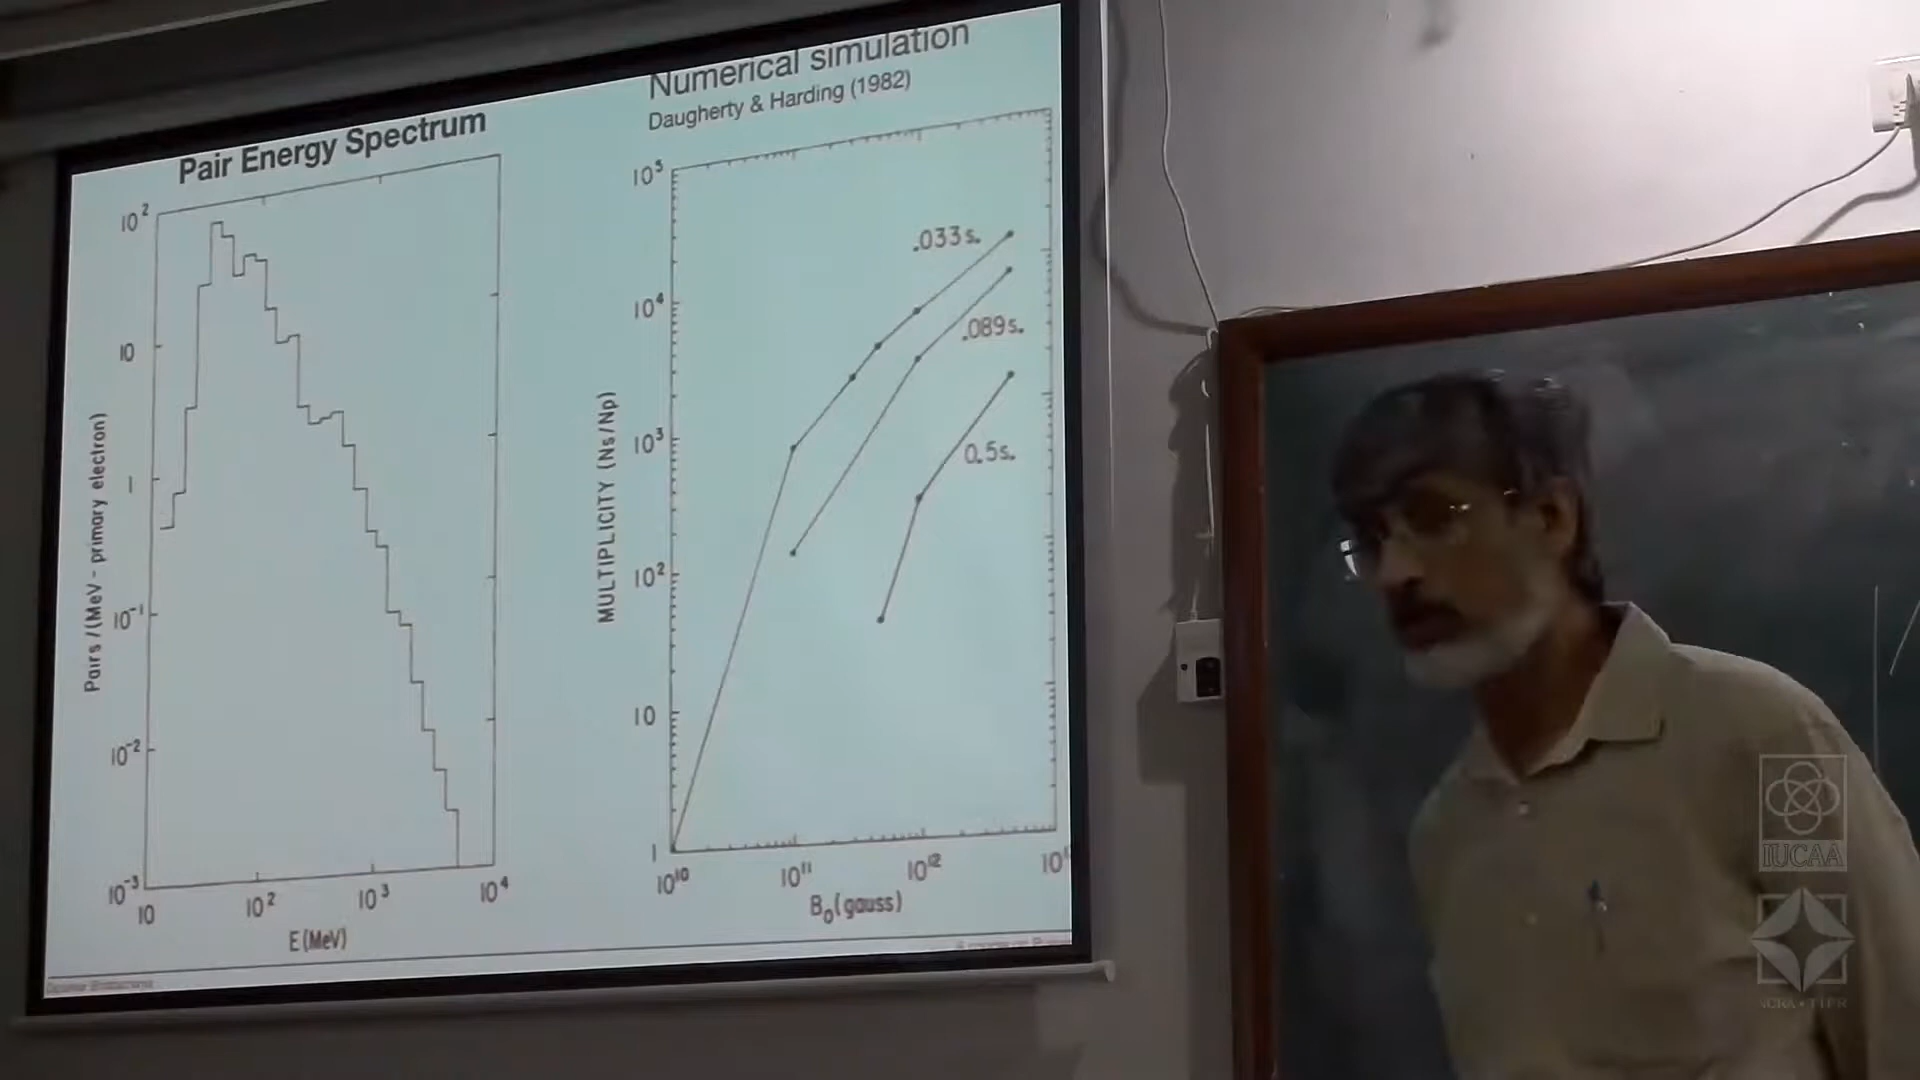 Pair Energy Spectrum
10²
10
1
10⁻¹
10⁻²
10⁻³
10
10²
10³
10⁴
Pairs /(MeV - primary electron)
E (MeV)
Numerical simulation
Daugherty & Harding (1982)
10⁵
10⁴
10³
10²
10
1
MULTIPLICITY (Ns/Np)
.033s.
.089s.
0.5s.
10¹⁰
10¹¹
10¹²
B₀ (gauss)
IUCAA
NCRA • TIFR